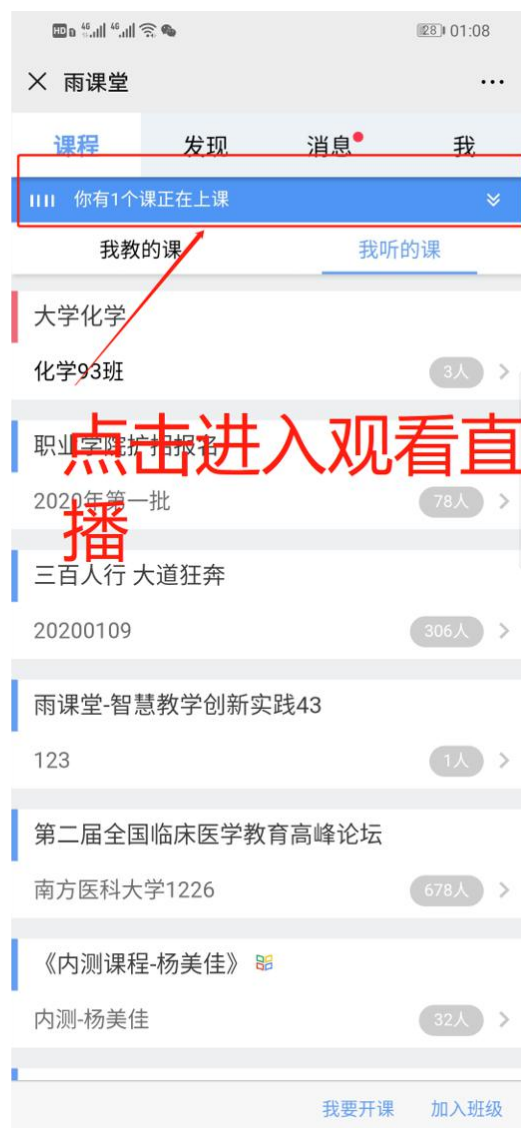 HD 46 46 28 01:08
雨课堂 ...
课程 发现 消息 我
你有1个课正在上课
我教的课 我听的课
大学化学
化学93班 3人
点击进入观看直
播
职业学院扩招报名
2020年第一批 78人
三百人行 大道狂奔
20200109 306人
雨课堂-智慧教学创新实践43
123 1人
第二届全国临床医学教育高峰论坛
南方医科大学1226 678人
《内测课程-杨美佳》
内测-杨美佳 32人
我要开课 加入班级